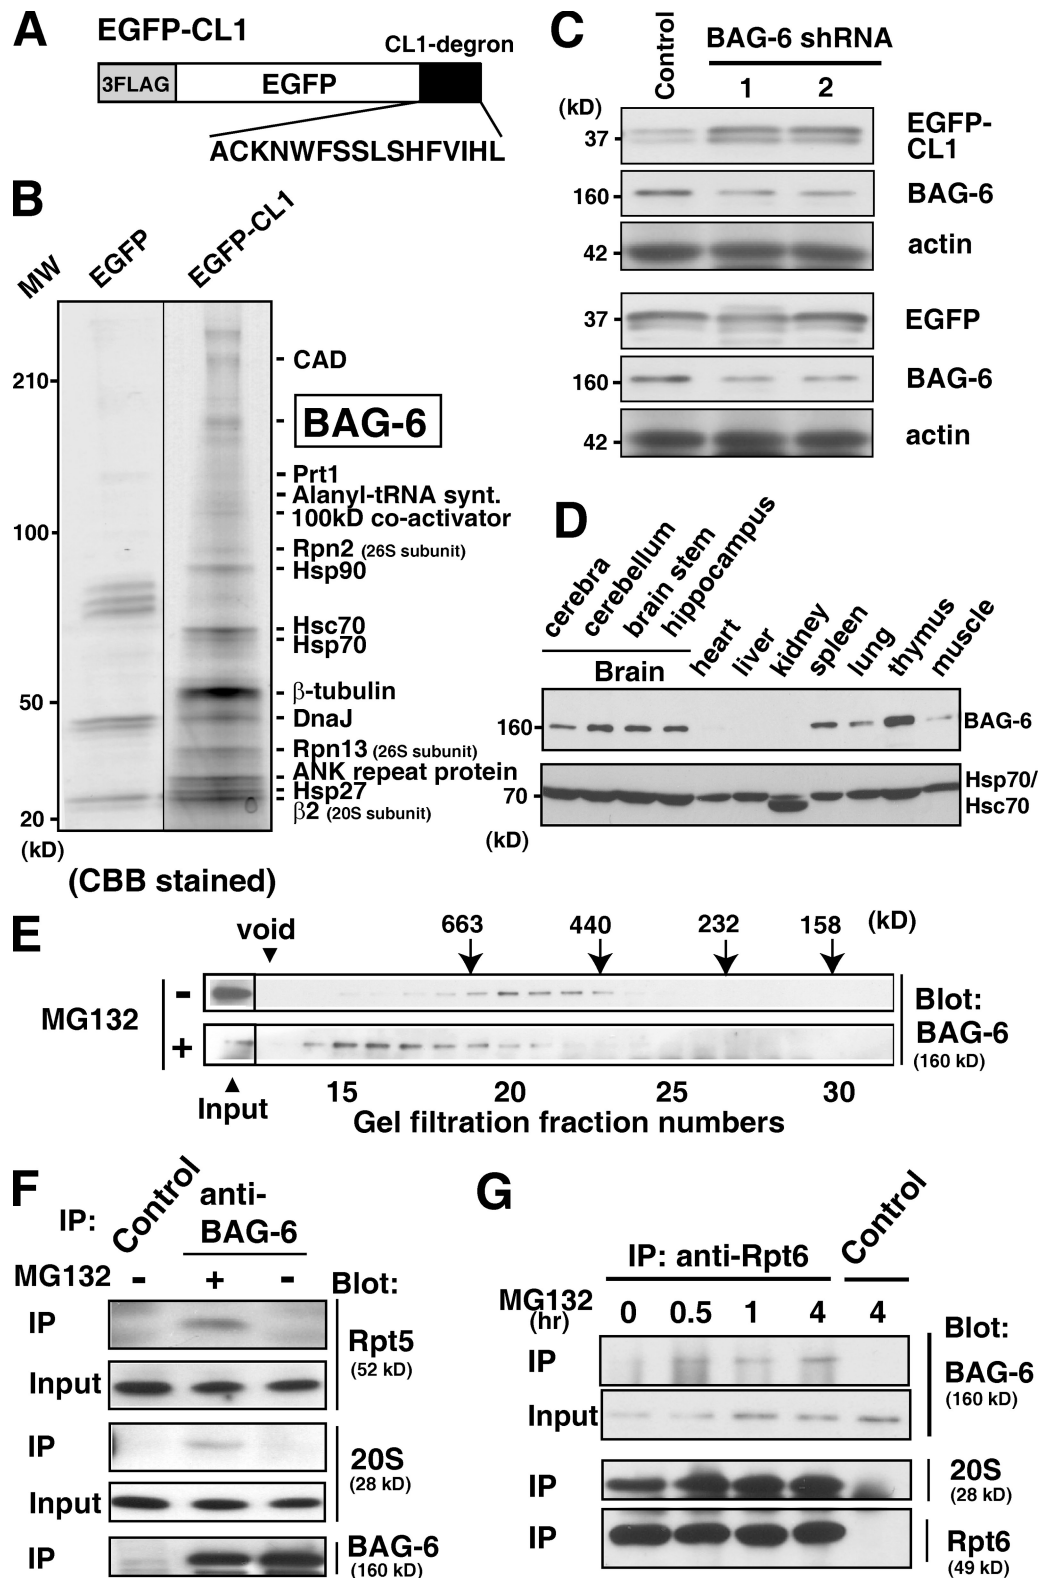 A
EGFP-CL1
CL1-degron
3FLAG
EGFP
ACKNWFSSLSHFVIHL
B
MW
EGFP
EGFP-CL1
210
100
50
20
(kD)
CAD
BAG-6
Prt1
Alanyl-tRNA synt.
100kD co-activator
Rpn2 (26S subunit)
Hsp90
Hsc70
Hsp70
β-tubulin
DnaJ
Rpn13 (26S subunit)
ANK repeat protein
Hsp27
β2 (20S subunit)
(CBB stained)
C
Control
BAG-6 shRNA
1 2
(kD)
37
EGFP-
CL1
160
BAG-6
42
actin
37
EGFP
160
BAG-6
42
actin
D
cerebra
cerebellum
brain stem
hippocampus
Brain
heart
liver
kidney
spleen
lung
thymus
muscle
160
BAG-6
70
Hsp70/
Hsc70
(kD)
E
void
663 440 232 158 (kD)
MG132
-
+
Blot:
BAG-6
(160 kD)
Input
15 20 25 30
Gel filtration fraction numbers
F
IP:
Control
anti-
BAG-6
MG132 - + - Blot:
IP
Input
Rpt5
(52 kD)
IP
Input
20S
(28 kD)
IP
BAG-6
(160 kD)
G
IP: anti-Rpt6
Control
MG132
(hr)
0 0.5 1 4 4
Blot:
IP
Input
BAG-6
(160 kD)
IP
20S
(28 kD)
IP
Rpt6
(49 kD)